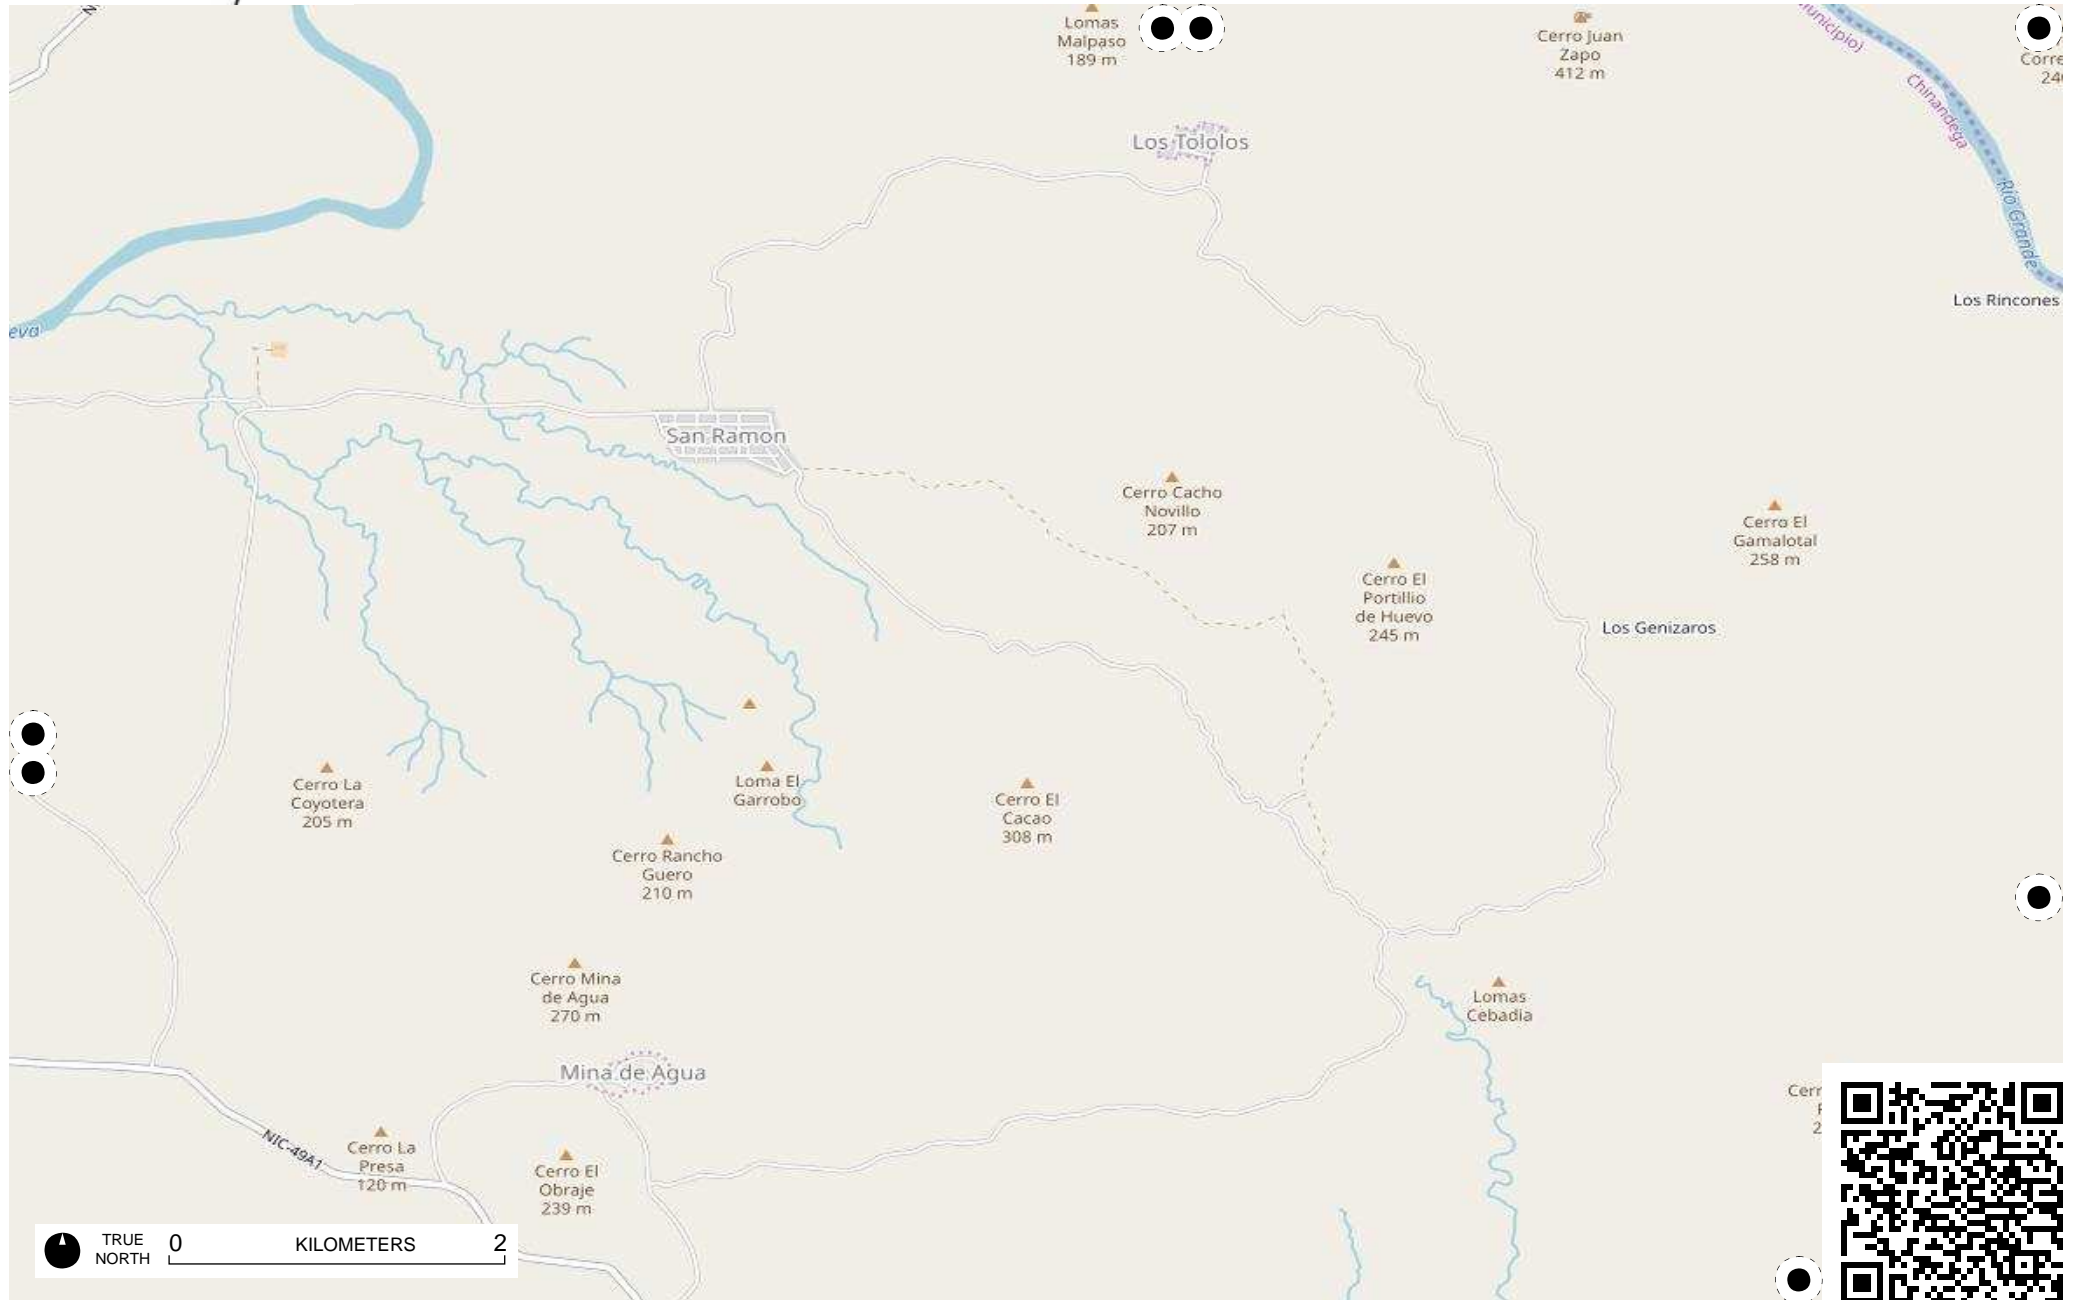 Lomas
Malpaso
189 m
Cerro Juan
Zapo
412 m
Chinandega
Río Grande
Los Tololos
Los Rincones
San Ramon
Cerro Cacho
Novillo
207 m
Cerro El
Gamalotal
258 m
Cerro El
Portillio
de Huevo
245 m
Los Genizaros
Cerro La
Coyotera
205 m
Loma El
Garrobo
Cerro El
Cacao
308 m
Cerro Rancho
Guero
210 m
Cerro Mina
de Agua
270 m
Lomas
Cebadia
Mina de Agua
NIC-49A1
Cerro La
Presa
120 m
Cerro El
Obraje
239 m
TRUE
NORTH
0 KILOMETERS 2